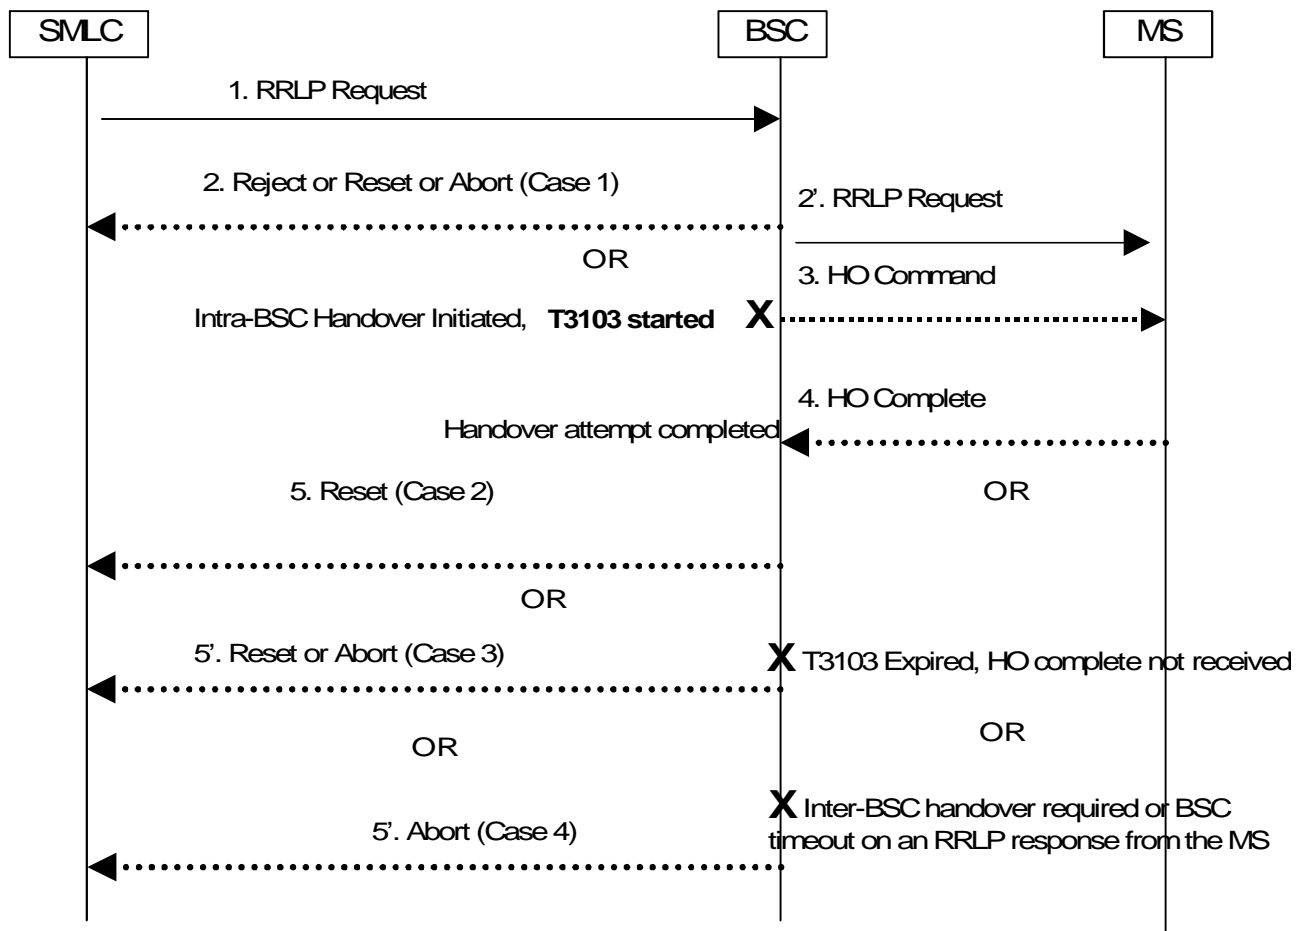 SMLC
BSC
MS
1. RRLP Request
2. Reject or Reset or Abort (Case 1)
2'. RRLP Request
OR
3. HO Command
Intra-BSC Handover Initiated, T3103 started X
4. HO Complete
Handover attempt completed
5. Reset (Case 2)
OR
OR
5'. Reset or Abort (Case 3)
X T3103 Expired, HO complete not received
OR
OR
X Inter-BSC handover required or BSC
timeout on an RRLP response from the MS
5'. Abort (Case 4)